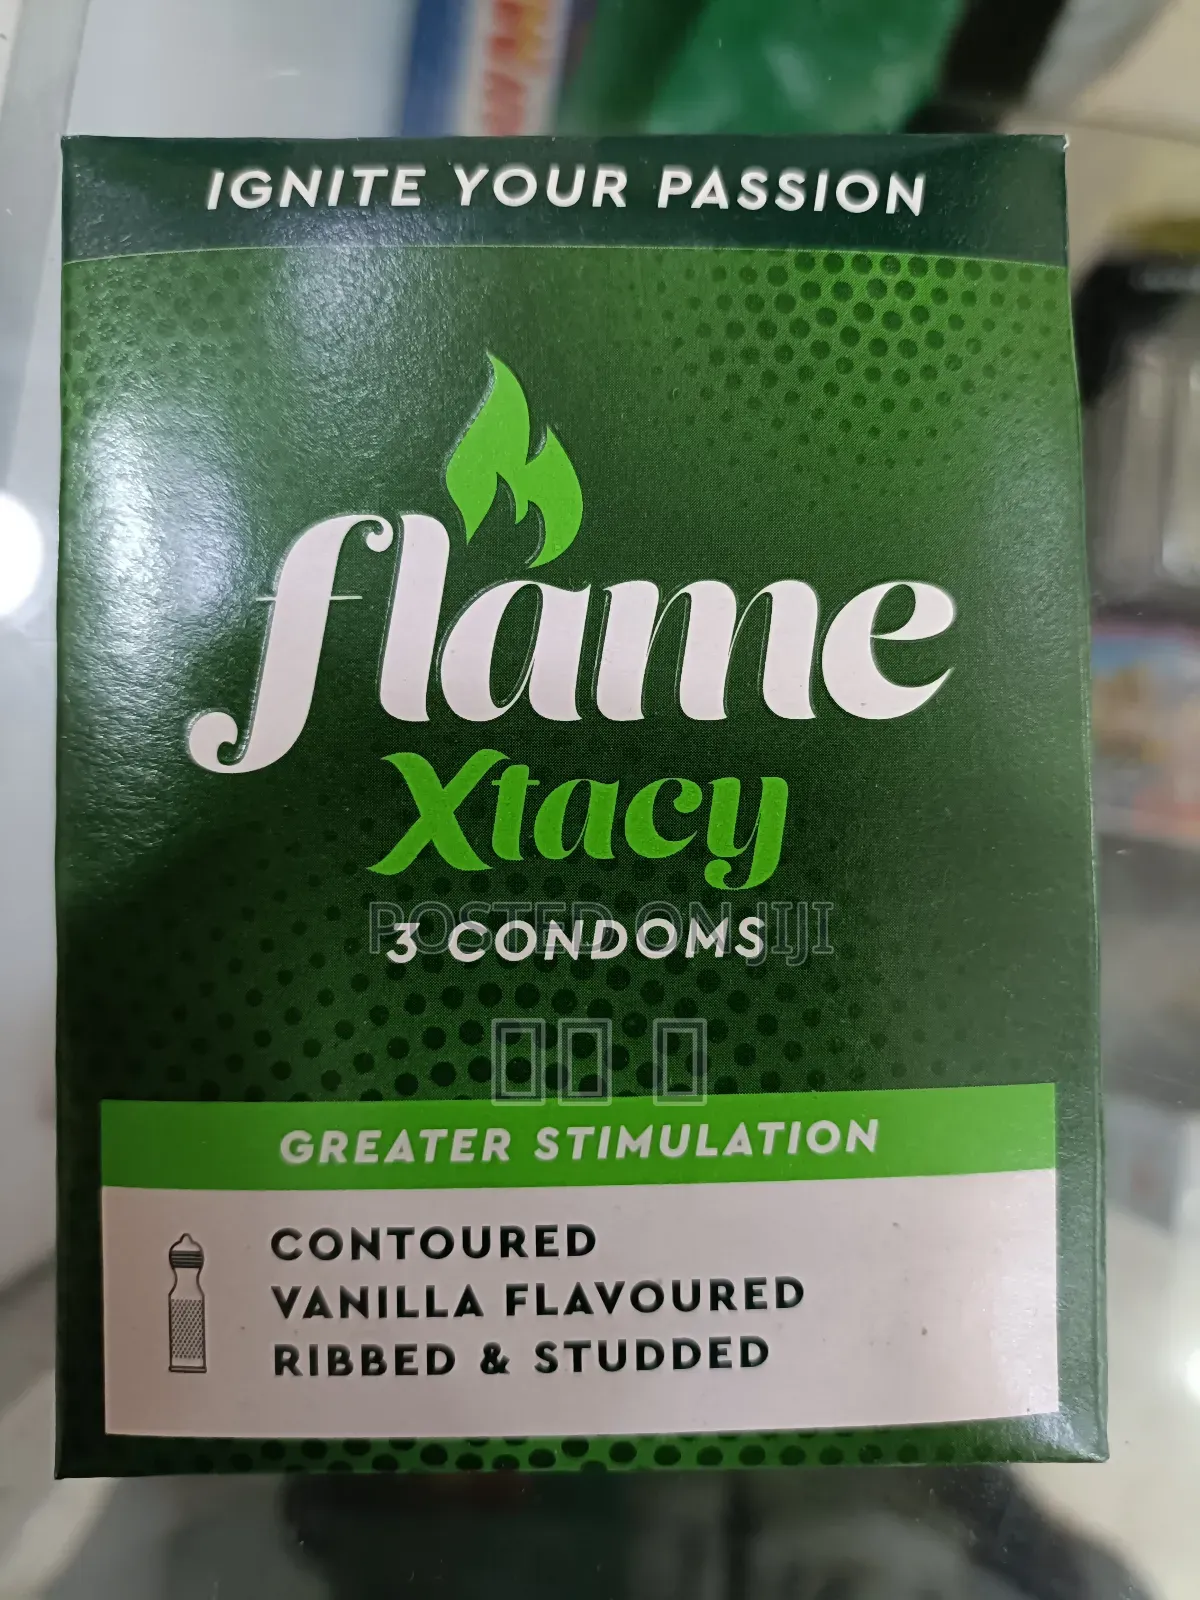 IGNITE YOUR PASSION
flame
Xtacy
3 CONDOMS
POSTED ON JIJI
GREATER STIMULATION
CONTOURED
VANILLA FLAVOURED
RIBBED & STUDDED